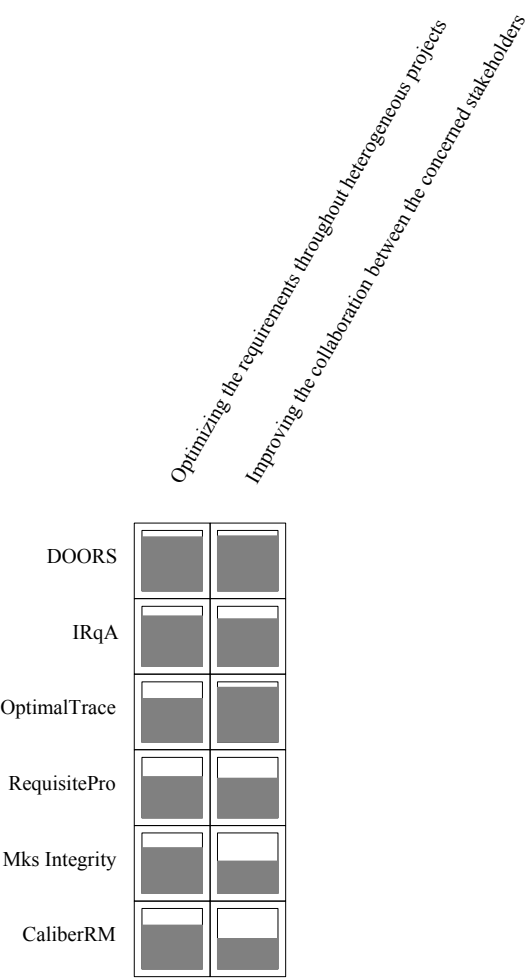 Optimizing the requirements throughout heterogeneous projects
Improving the collaboration between the concerned stakeholders
DOORS
IRqA
OptimalTrace
RequisitePro
Mks Integrity
CaliberRM